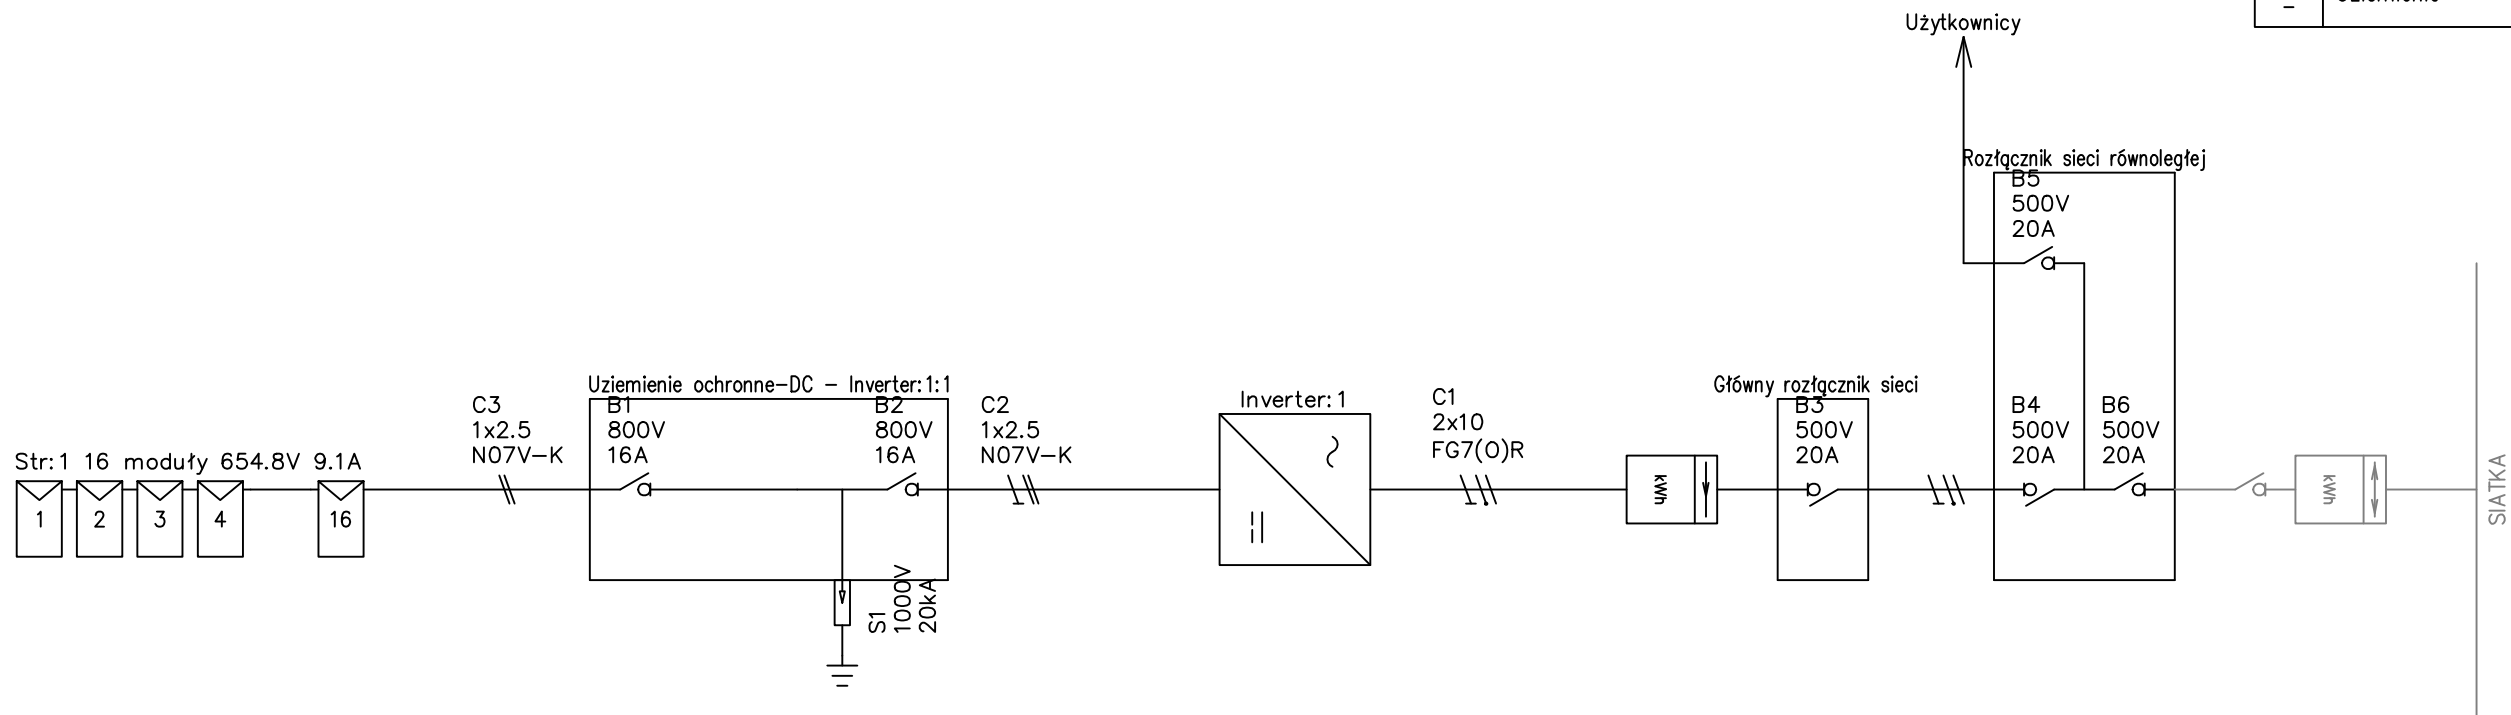 Użytkownicy
Rozłącznik sieci równoległej
B5
500V
20A
Str:1 16 moduły 654.8V 9.1A
1
2
3
4
16
C3
1x2.5
N07V-K
Uziemienie ochronne-DC - Inverter:1:1
B1
800V
16A
B2
800V
16A
S1
1000V
20kA
C2
1x2.5
N07V-K
Inverter:1
C1
2x10
FG7(O)R
kWh
Główny rozłącznik sieci
B3
500V
20A
B4
500V
20A
B6
500V
20A
kWh
SIATKA